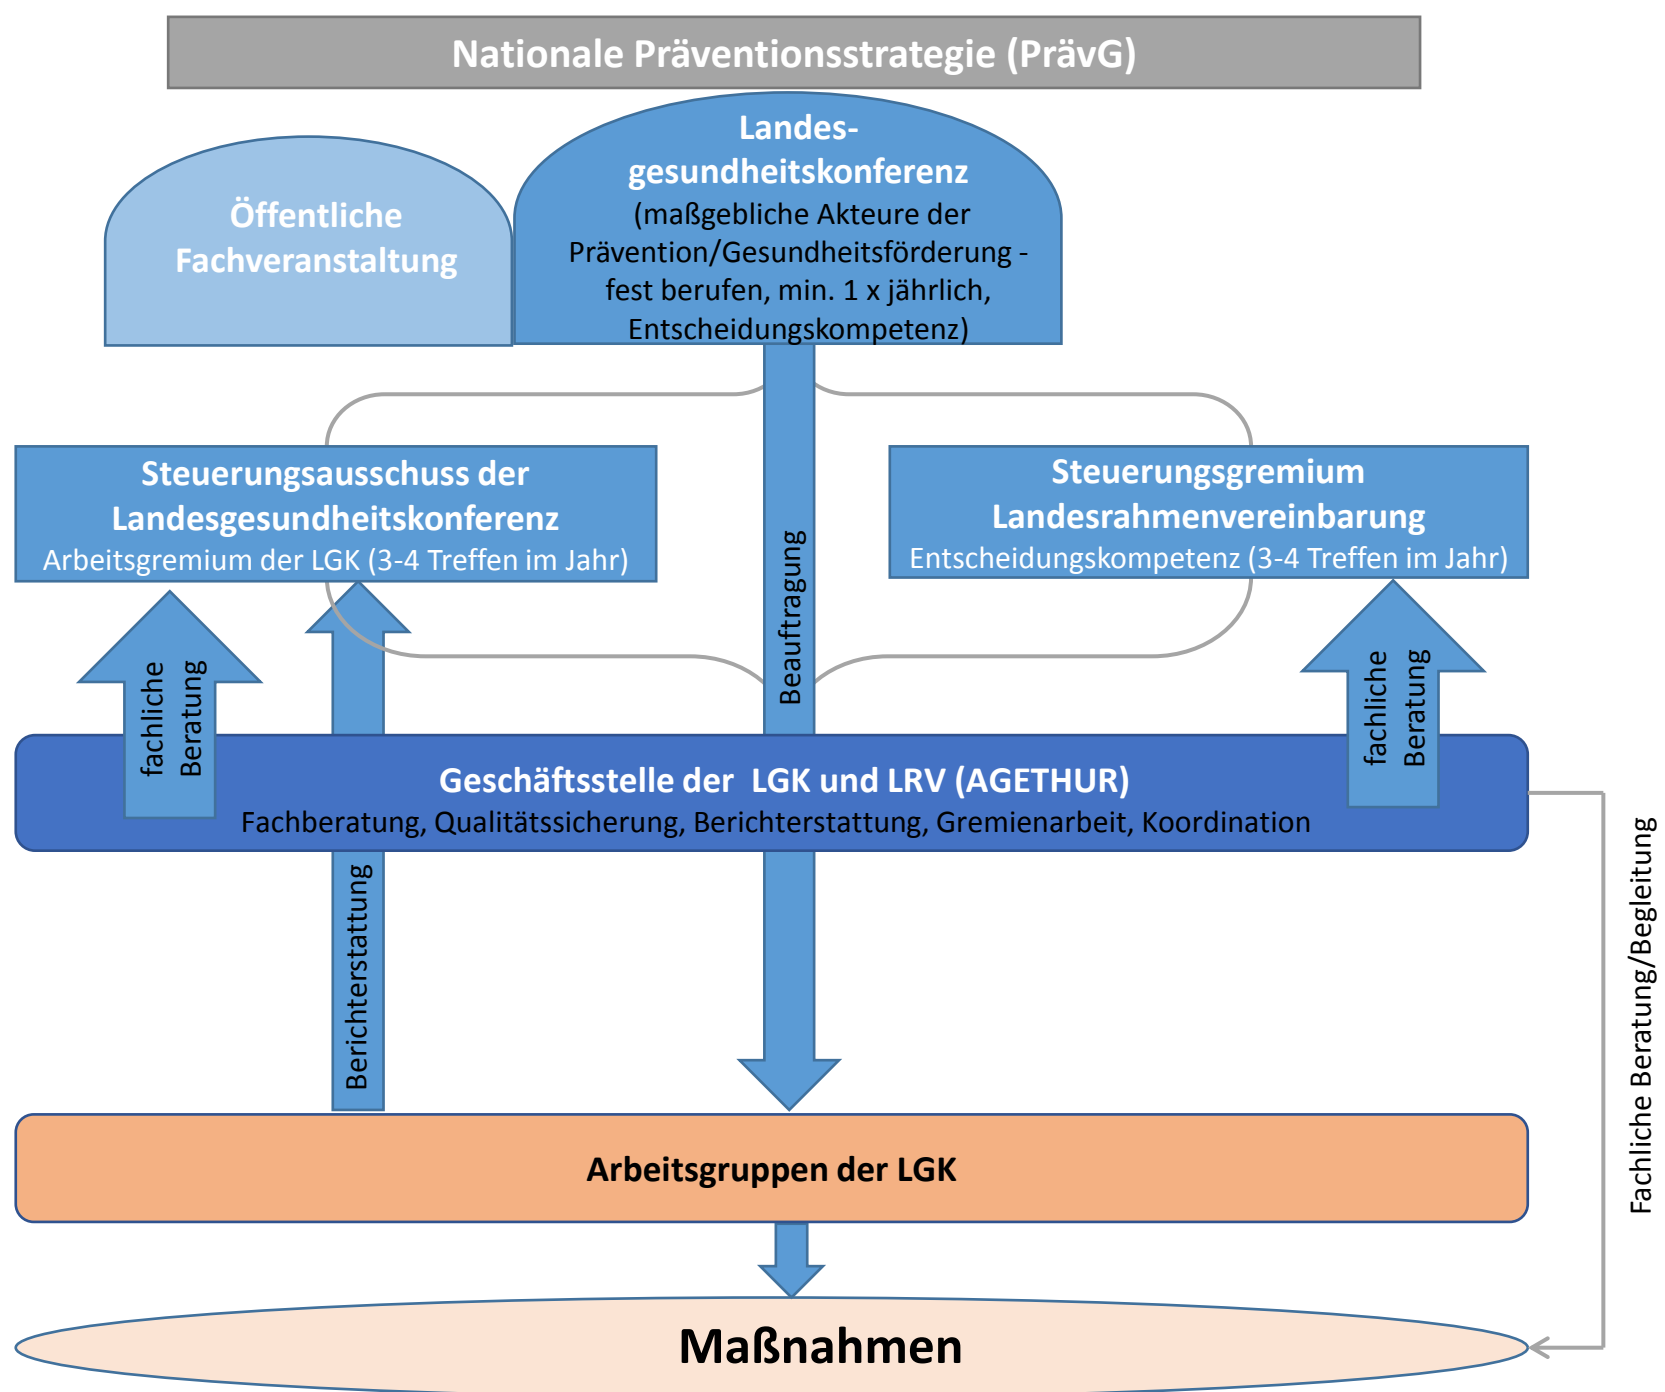 Nationale Präventionsstrategie (PrävG)
Öffentliche
Fachveranstaltung
Landes-
gesundheitskonferenz
(maßgebliche Akteure der
Prävention/Gesundheitsförderung -
fest berufen, min. 1 x jährlich,
Entscheidungskompetenz)
Steuerungsausschuss der
Landesgesundheitskonferenz
Arbeitsgremium der LGK (3-4 Treffen im Jahr)
Steuerungsgremium
Landesrahmenvereinbarung
Entscheidungskompetenz (3-4 Treffen im Jahr)
fachliche
Beratung
Beauftragung
fachliche
Beratung
Geschäftsstelle der  LGK und LRV (AGETHUR)
Fachberatung, Qualitätssicherung, Berichterstattung, Gremienarbeit, Koordination
Berichterstattung
Fachliche Beratung/Begleitung
Arbeitsgruppen der LGK
Maßnahmen